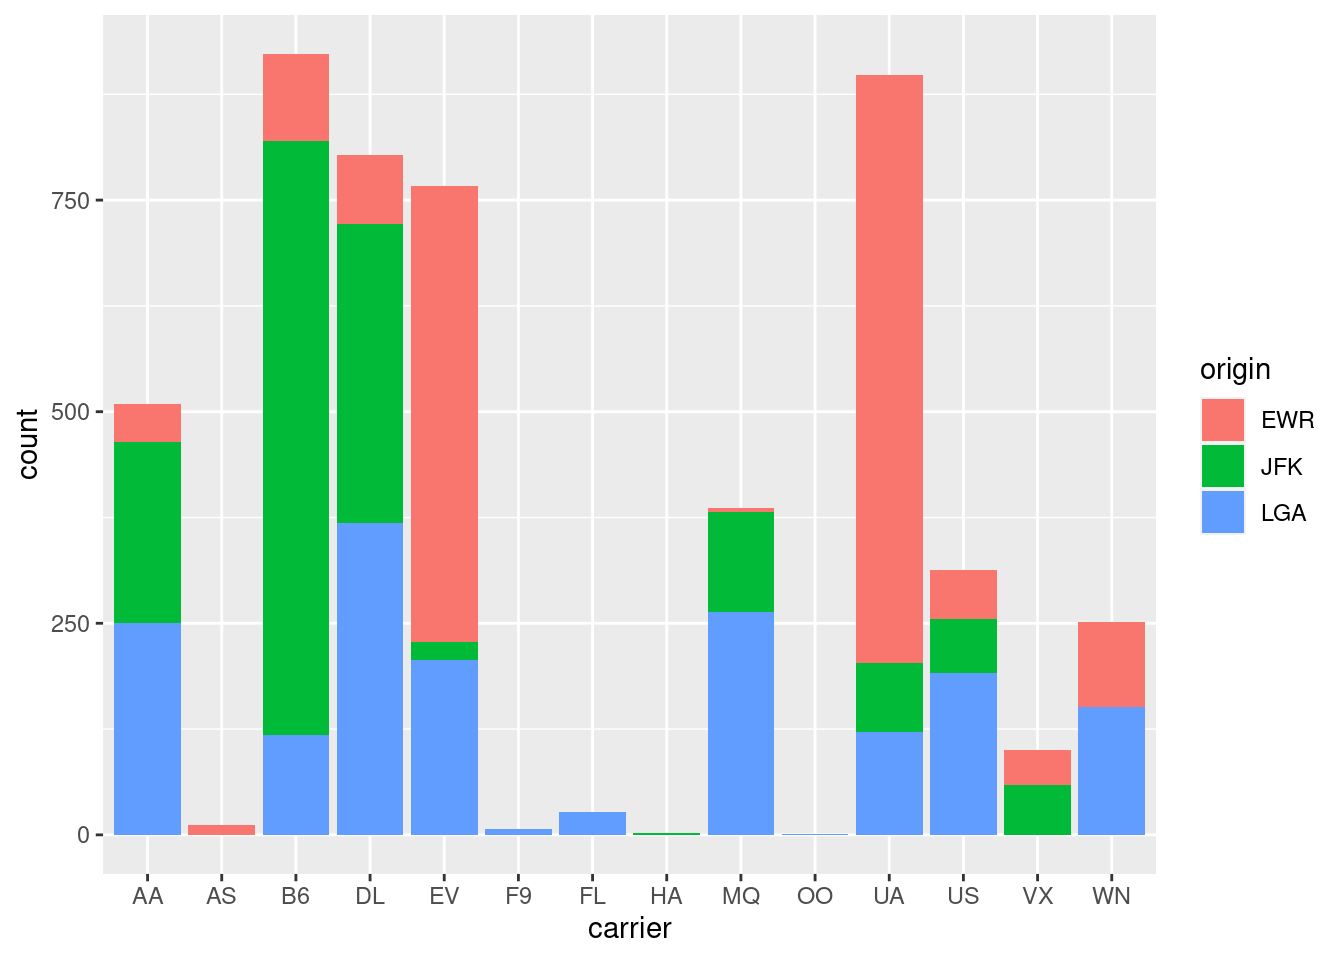 count
750
500
250
0
AA AS B6 DL EV F9 FL HA MQ OO UA US VX WN
carrier
origin
EWR
JFK
LGA